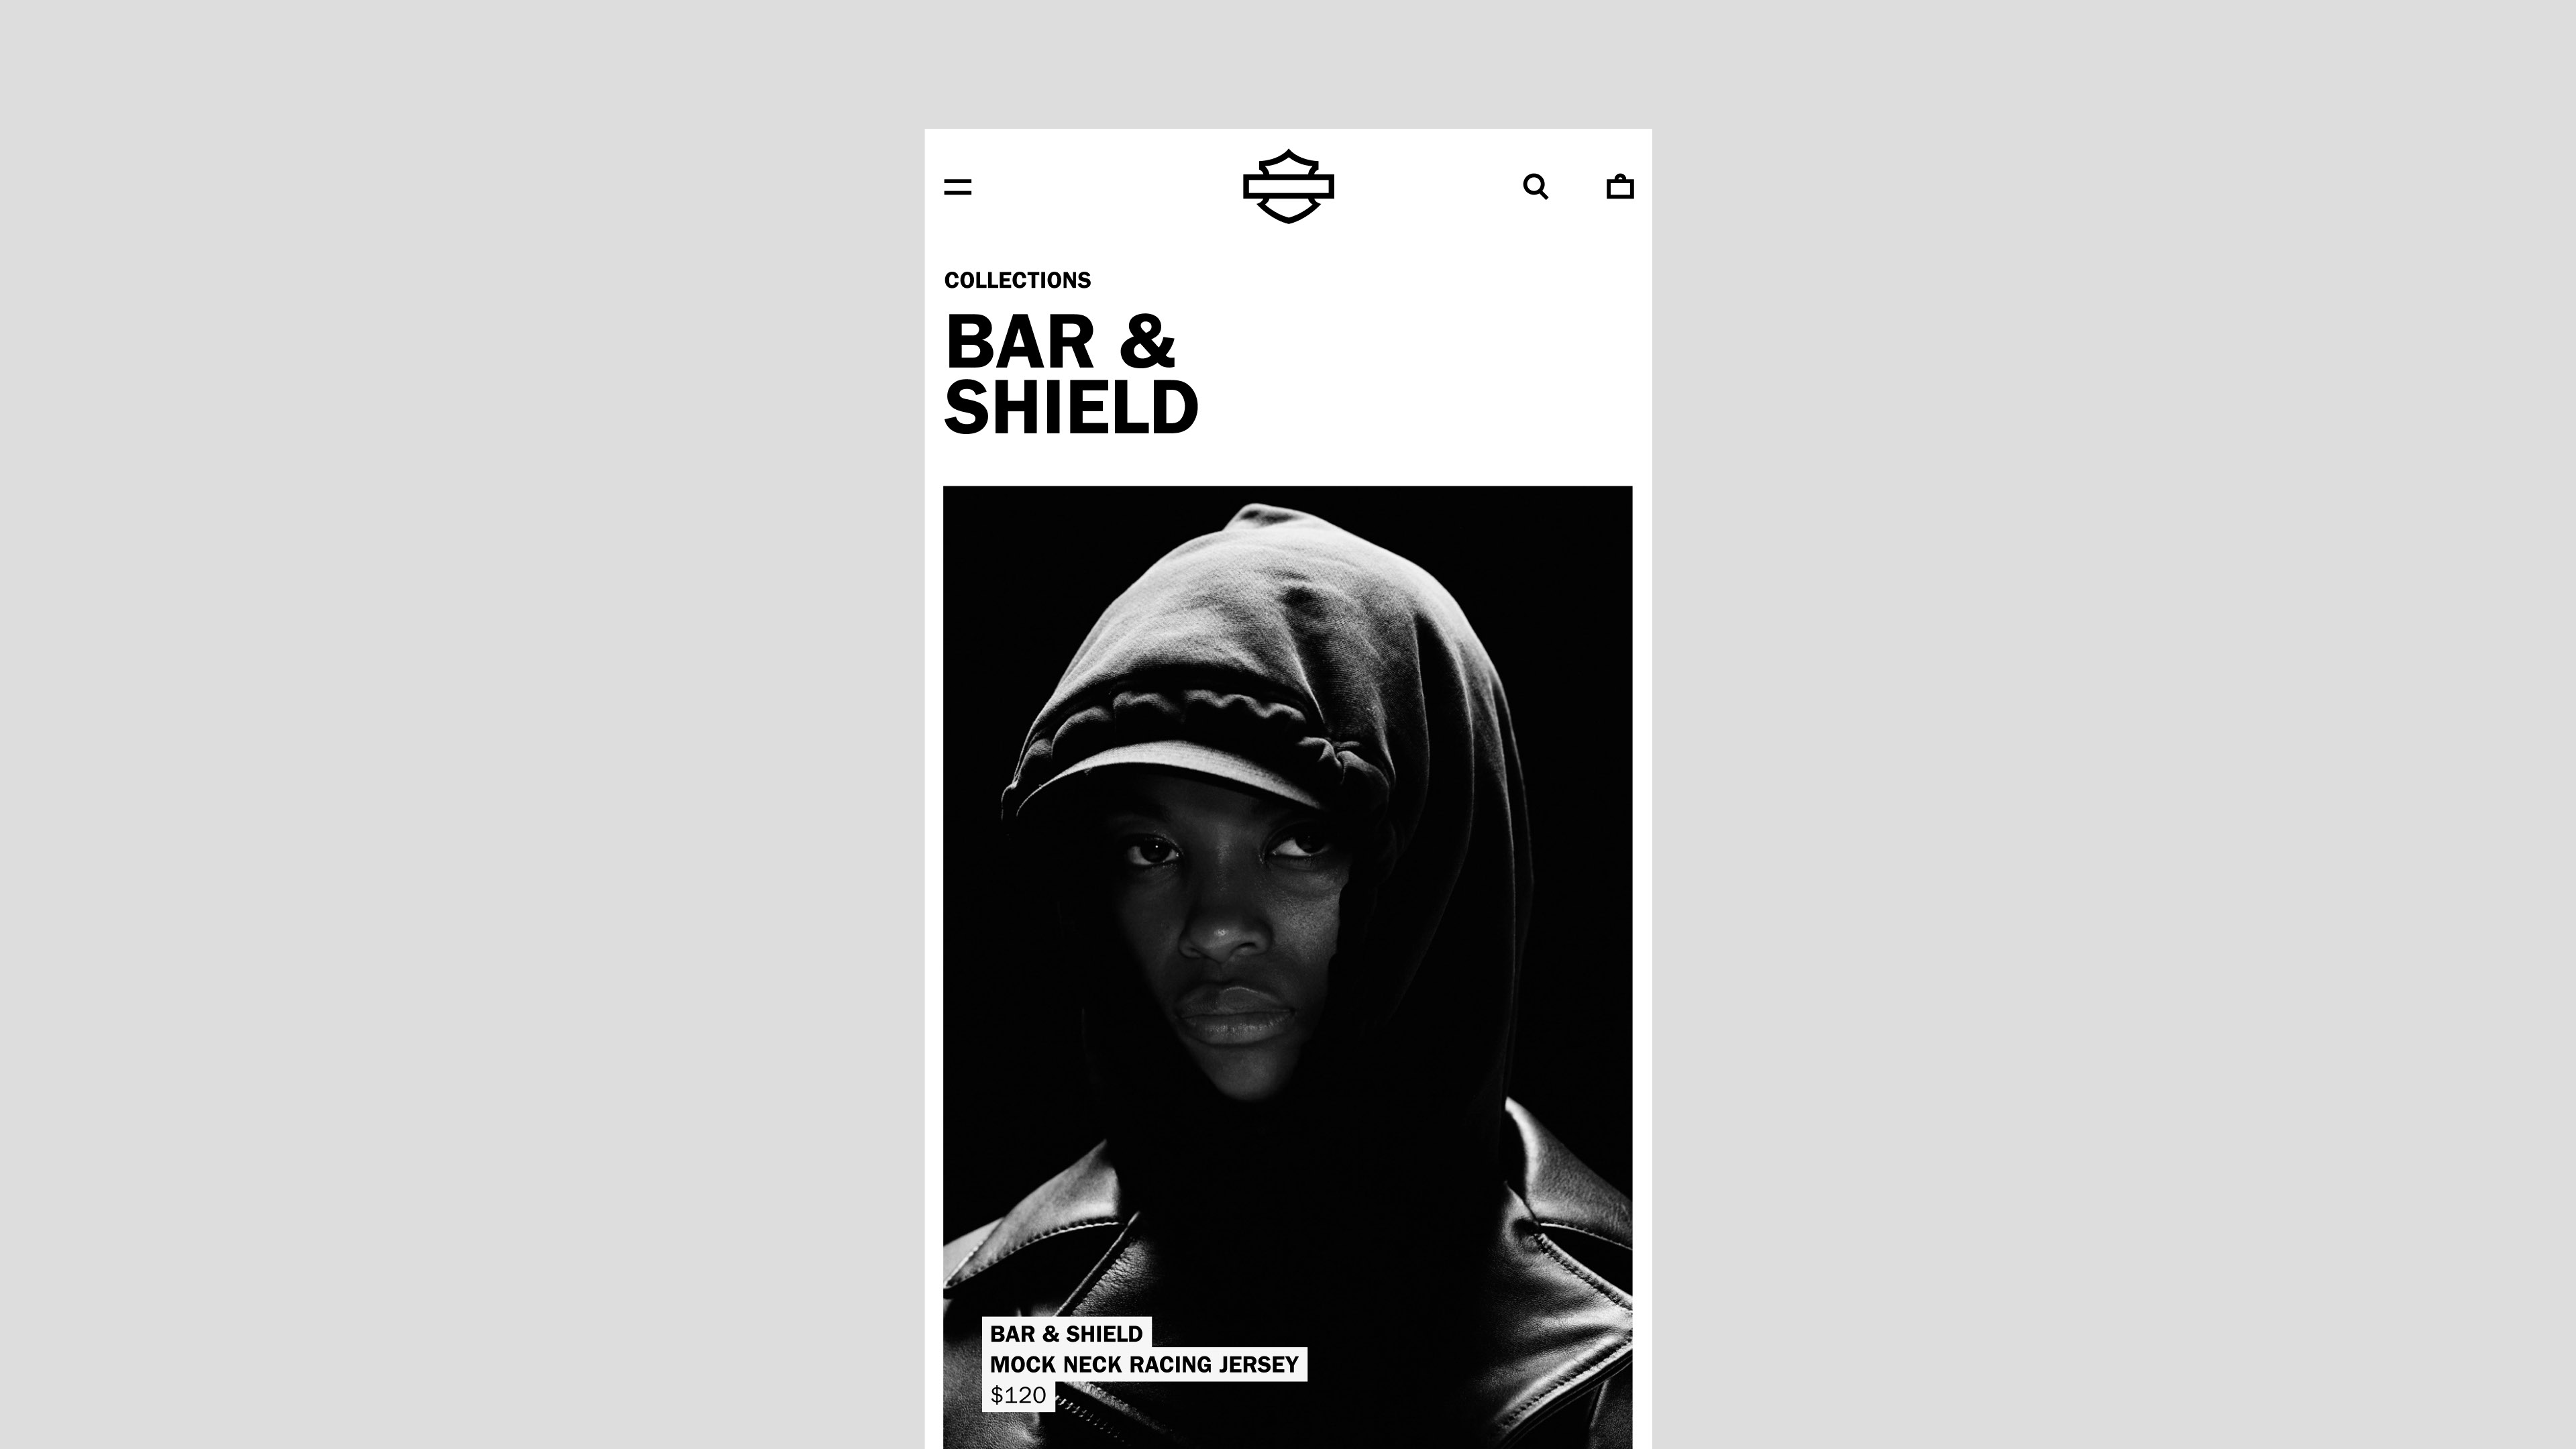 COLLECTIONS
BAR &
SHIELD
BAR & SHIELD
MOCK NECK RACING JERSEY
$120